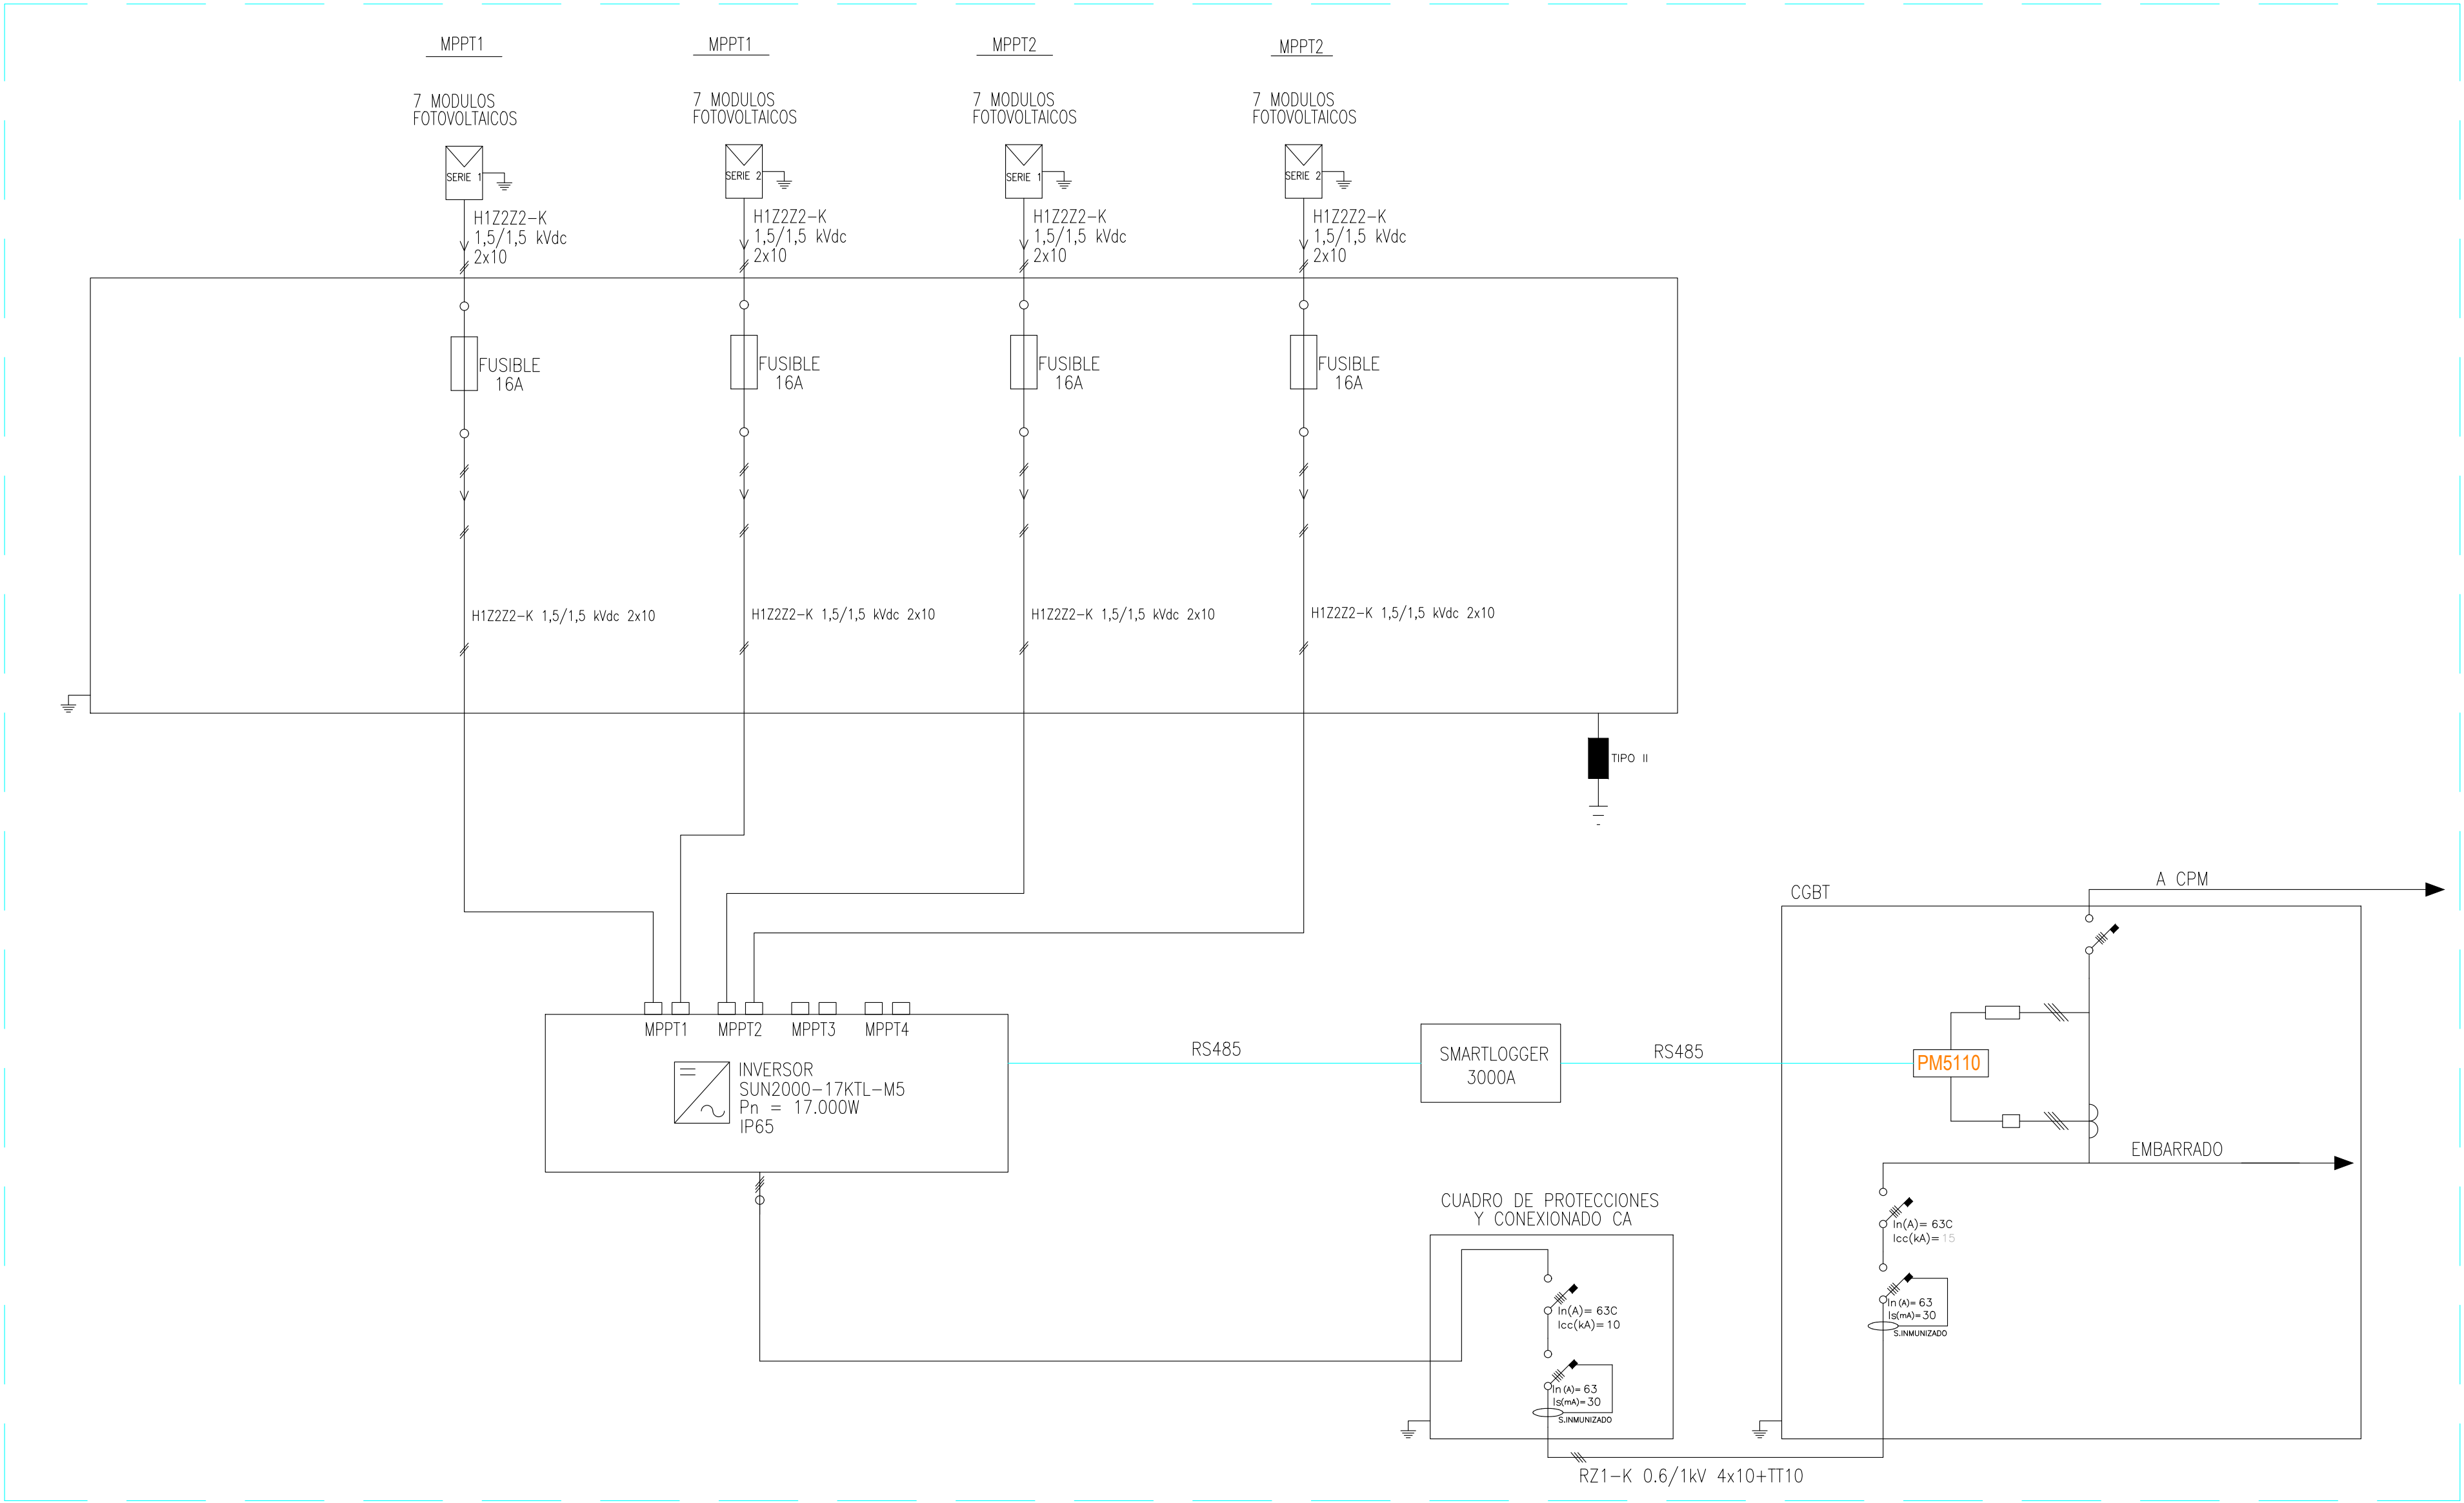 MPPT1
MPPT1
MPPT2
MPPT2
7 MODULOS
FOTOVOLTAICOS
7 MODULOS
FOTOVOLTAICOS
7 MODULOS
FOTOVOLTAICOS
7 MODULOS
FOTOVOLTAICOS
SERIE 1
SERIE 2
SERIE 1
SERIE 2
H1Z2Z2-K
1,5/1,5 kVdc
2x10
H1Z2Z2-K
1,5/1,5 kVdc
2x10
H1Z2Z2-K
1,5/1,5 kVdc
2x10
H1Z2Z2-K
1,5/1,5 kVdc
2x10
FUSIBLE
16A
FUSIBLE
16A
FUSIBLE
16A
FUSIBLE
16A
H1Z2Z2-K 1,5/1,5 kVdc 2x10
H1Z2Z2-K 1,5/1,5 kVdc 2x10
H1Z2Z2-K 1,5/1,5 kVdc 2x10
H1Z2Z2-K 1,5/1,5 kVdc 2x10
TIPO II
A CPM
CGBT
MPPT1
MPPT2
MPPT3
MPPT4
INVERSOR
SUN2000-17KTL-M5
Pn = 17.000W
IP65
RS485
SMARTLOGGER
3000A
RS485
PM5110
EMBARRADO
CUADRO DE PROTECCIONES
Y CONEXIONADO CA
In(A)= 63C
Icc(kA)= 15
In (A)= 63
Is(mA)= 30
S.INMUNIZADO
In(A)= 63C
Icc(kA)= 10
In (A)= 63
Is(mA)= 30
S.INMUNIZADO
RZ1-K 0.6/1kV 4x10+TT10